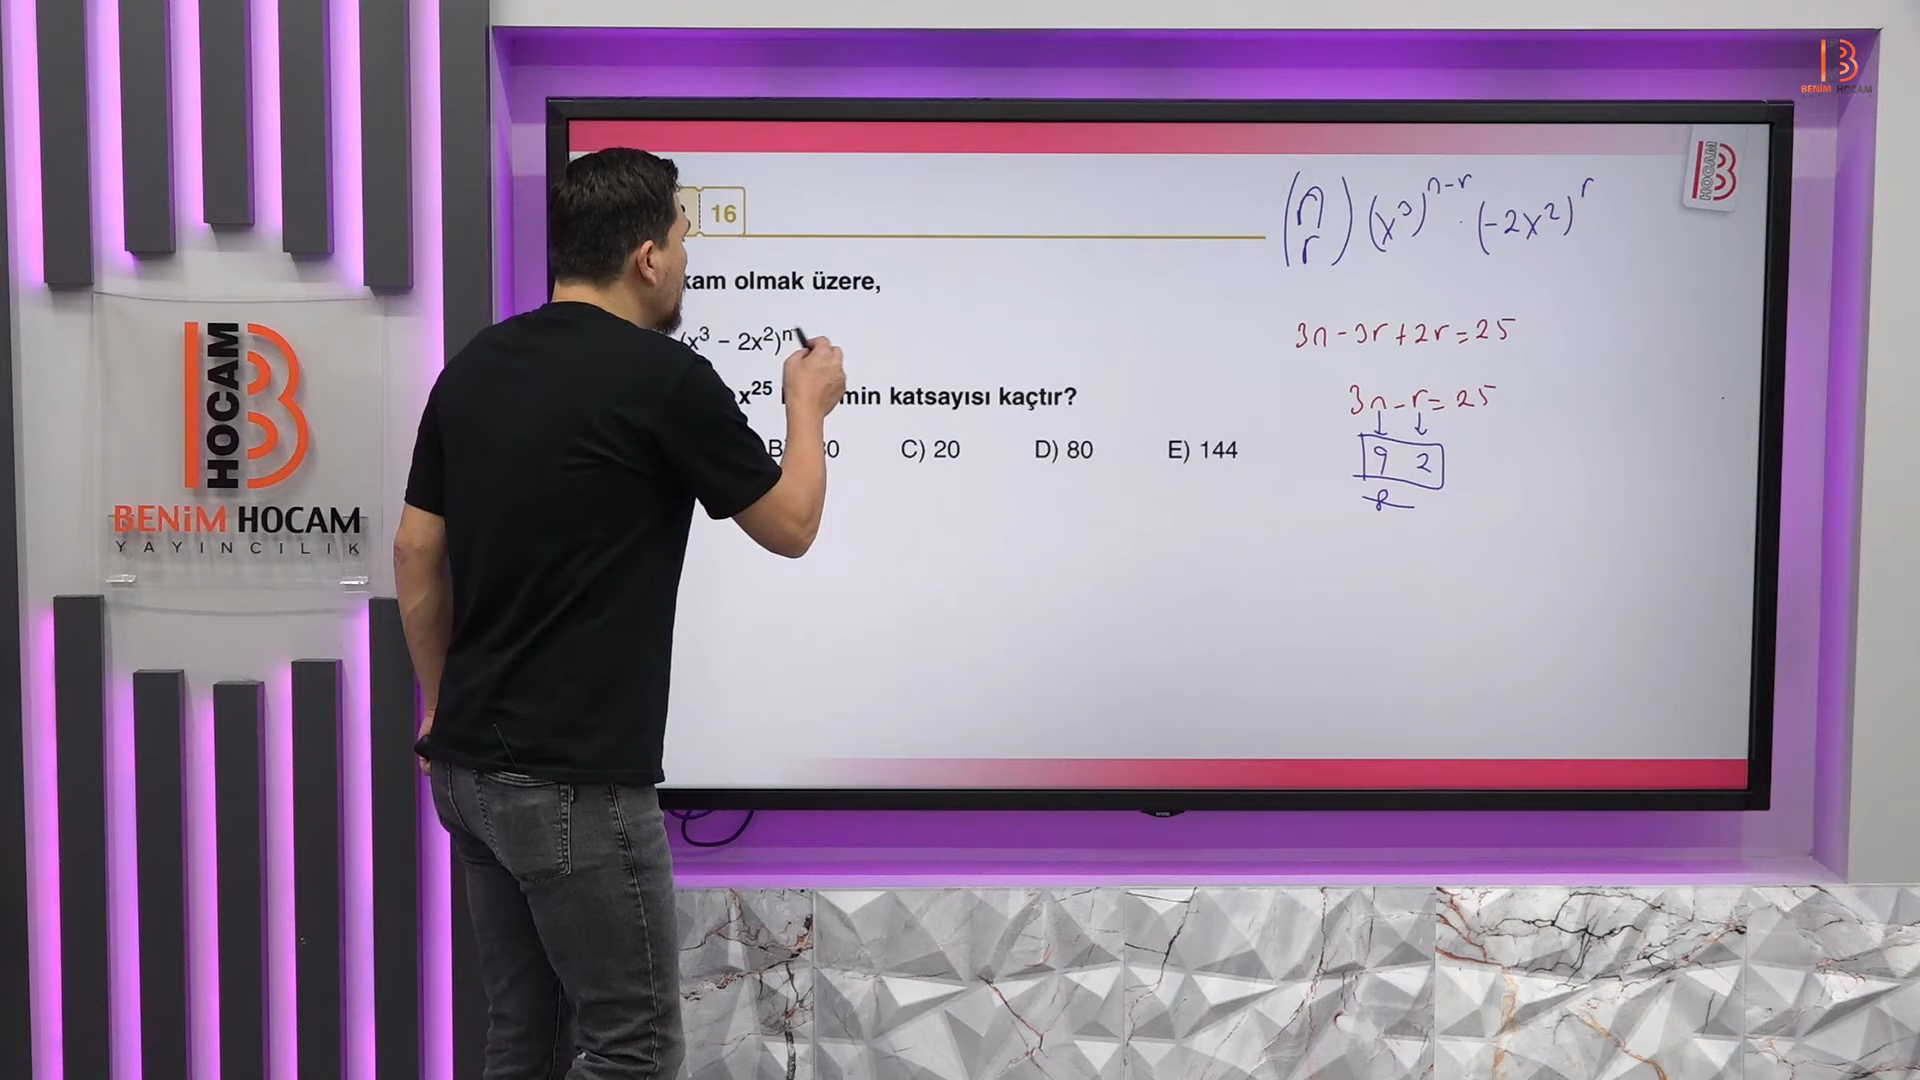 BENİM HOCAM
HOCAM
16
kam olmak üzere,
(x³ − 2x²)ⁿ
x²⁵ min katsayısı kaçtır?
C) 20 D) 80 E) 144
(n r) (x³)ⁿ⁻ʳ · (-2x²)ʳ
3n - 3r + 2r = 25
3n - r = 25
9 2
HOCAM
BENİM HOCAM
YAYINCILIK